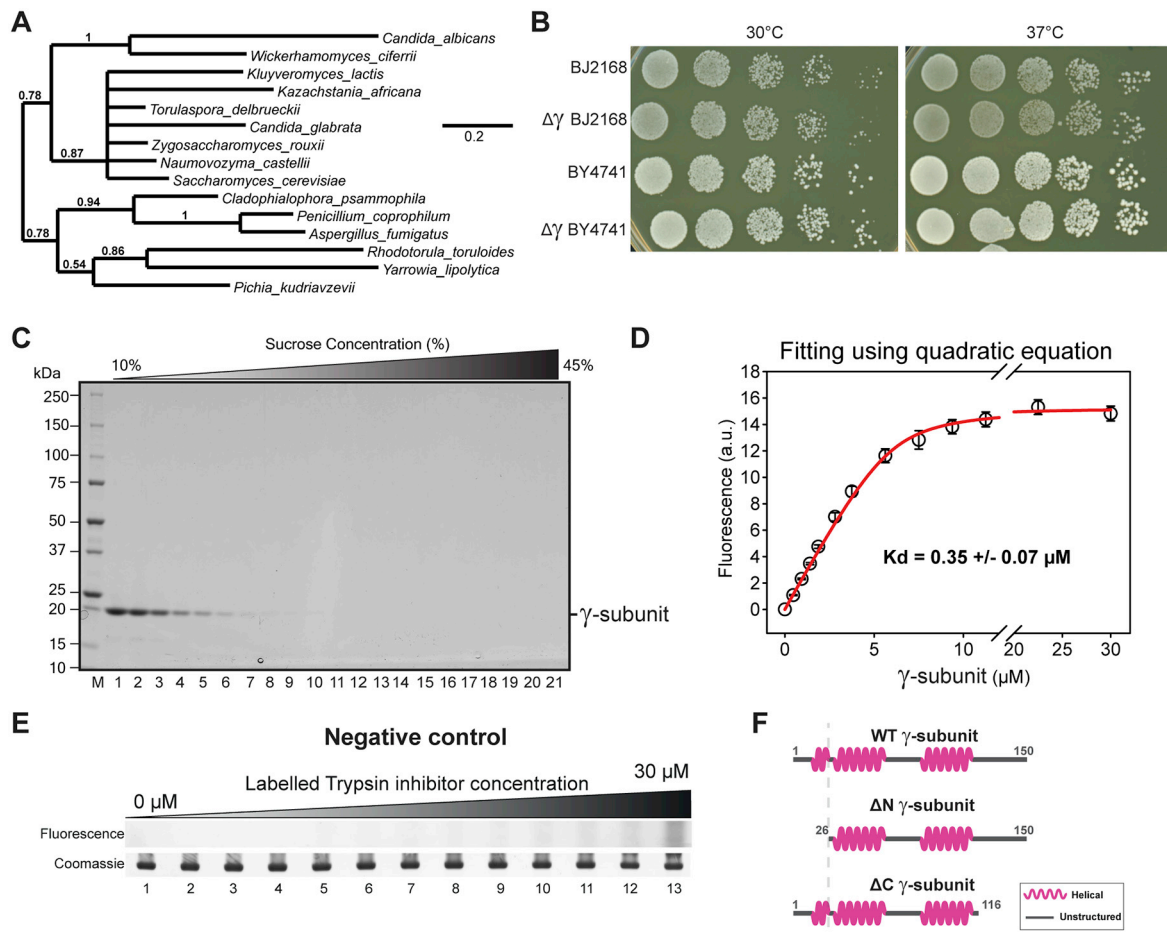 A
1
Candida_albicans
Wickerhamomyces_ciferrii
Kluyveromyces_lactis
Kazachstania_africana
0.78
Torulaspora_delbrueckii
Candida_glabrata
0.2
Zygosaccharomyces_rouxii
0.87
Naumovozyma_castellii
Saccharomyces_cerevisiae
0.94
Cladophialophora_psammophila
1
Penicillium_coprophilum
0.78
Aspergillus_fumigatus
0.86
Rhodotorula_toruloides
0.54
Yarrowia_lipolytica
Pichia_kudriavzevii
B
30°C
37°C
BJ2168
Δγ BJ2168
BY4741
Δγ BY4741
C
Sucrose Concentration (%)
10%
45%
kDa
250
150
100
75
50
37
25
20
15
10
γ-subunit
M 1 2 3 4 5 6 7 8 9 10 11 12 13 14 15 16 17 18 19 20 21
D
Fitting using quadratic equation
Fluorescence (a.u.)
18
16
14
12
10
8
6
4
2
0
Kd = 0.35 +/- 0.07 µM
0 5 10 20 25 30
γ-subunit (µM)
E
Negative control
Labelled Trypsin inhibitor concentration
0 µM
30 µM
Fluorescence
Coomassie
1 2 3 4 5 6 7 8 9 10 11 12 13
F
WT γ-subunit
1 150
ΔN γ-subunit
26 150
ΔC γ-subunit
1 116
Helical
Unstructured